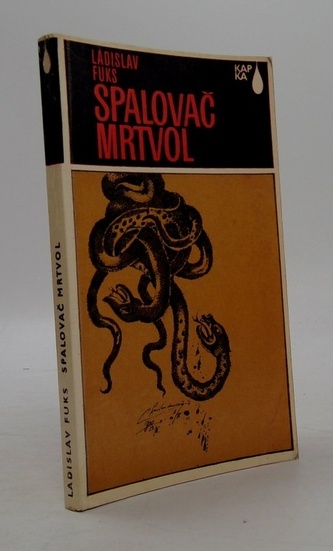 LADISLAV
FUKS
SPALOVAČ
MRTVOL
KAP
KA
LADISLAV FUKS SPALOVAČ MRTVOL